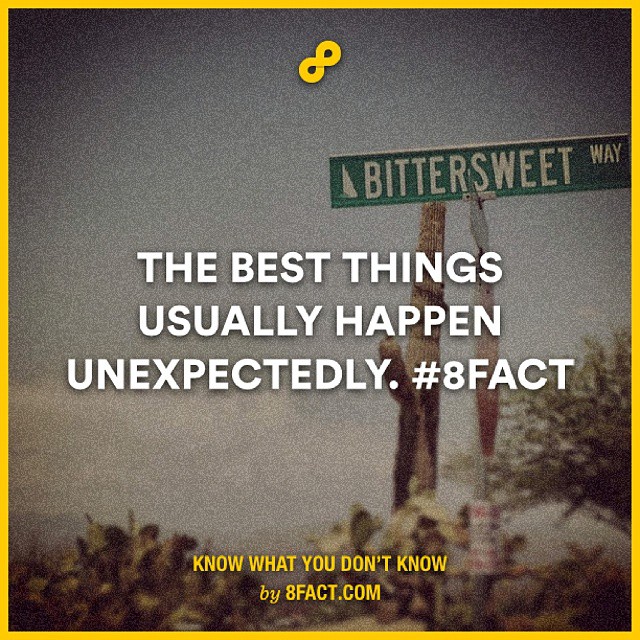 BITTERSWEET WAY
THE BEST THINGS
USUALLY HAPPEN
UNEXPECTEDLY. #8FACT
KNOW WHAT YOU DON'T KNOW
by 8FACT.COM